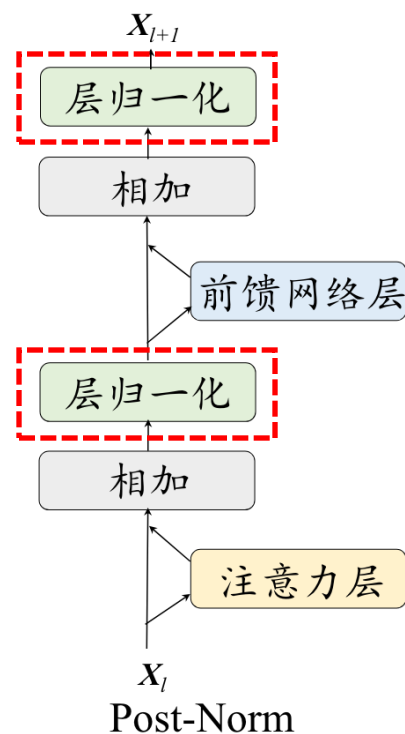 X_{l+1}
层归一化
相加
前馈网络层
层归一化
相加
注意力层
X_l
Post-Norm